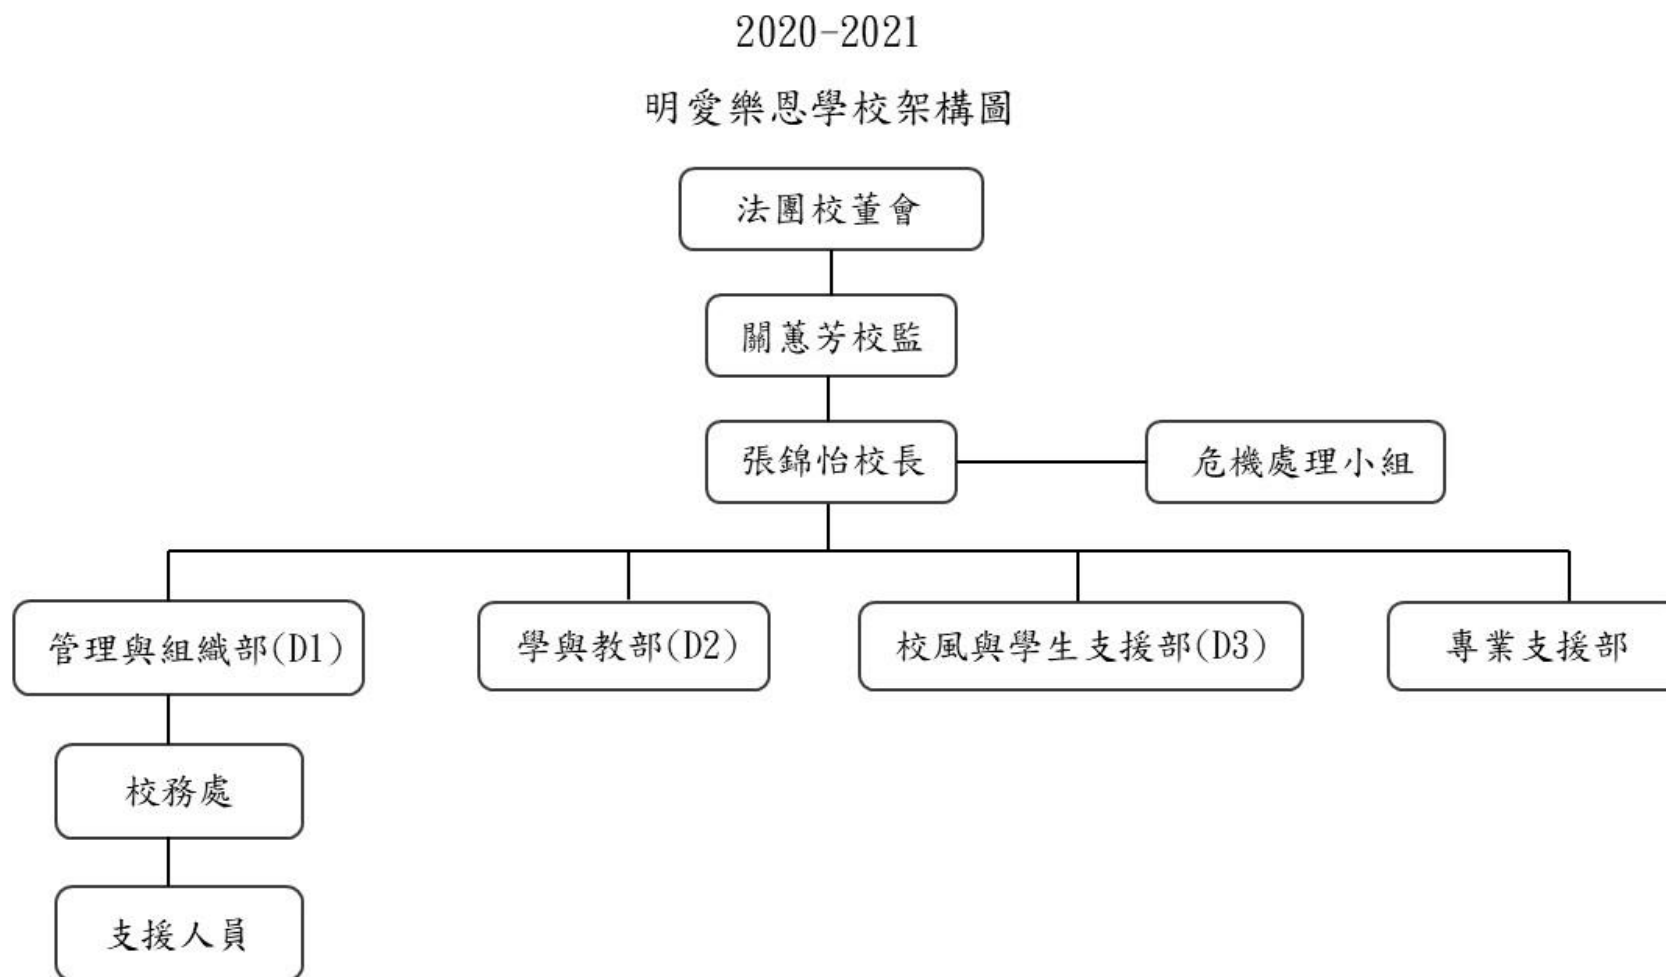 2020-2021
明愛樂恩學校架構圖
法團校董會
關蕙芳校監
張錦怡校長
危機處理小組
管理與組織部(D1)
學與教部(D2)
校風與學生支援部(D3)
專業支援部
校務處
支援人員